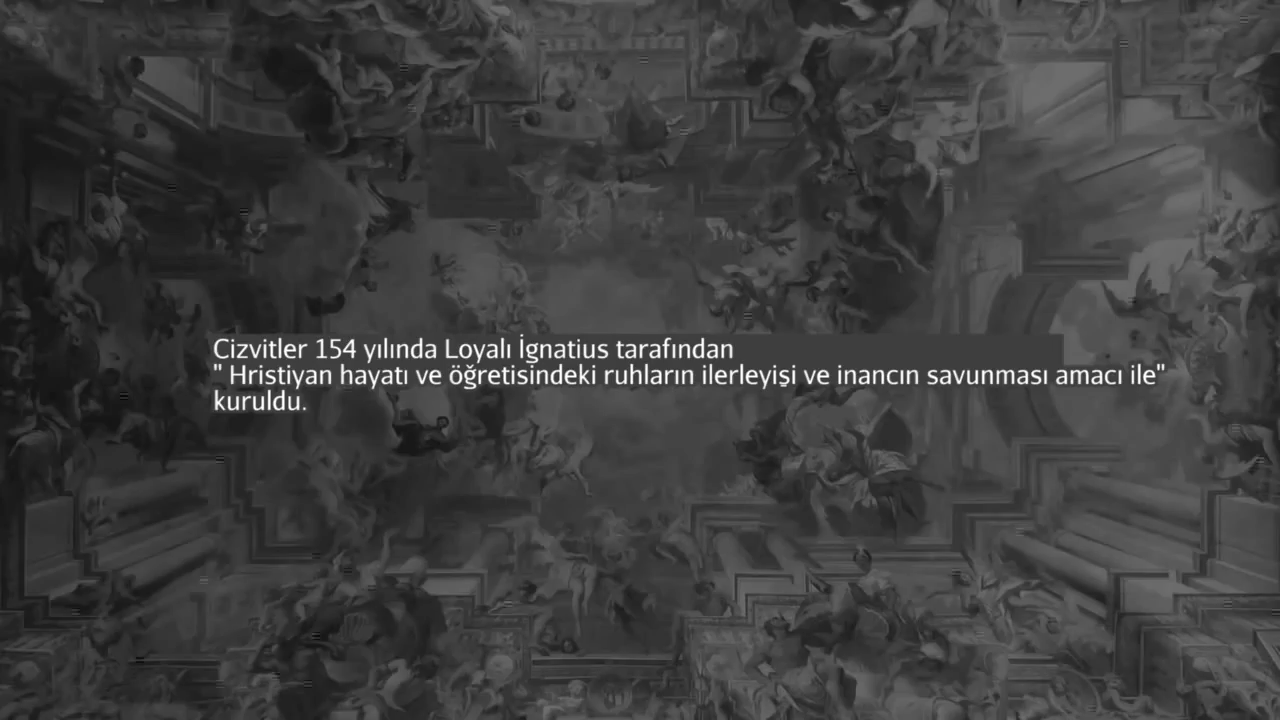 Cizvitler 154 yılında Loyalı İgnatius tarafından
" Hristiyan hayatı ve öğretisindeki ruhların ilerleyişi ve inancın savunması amacı ile"
kuruldu.